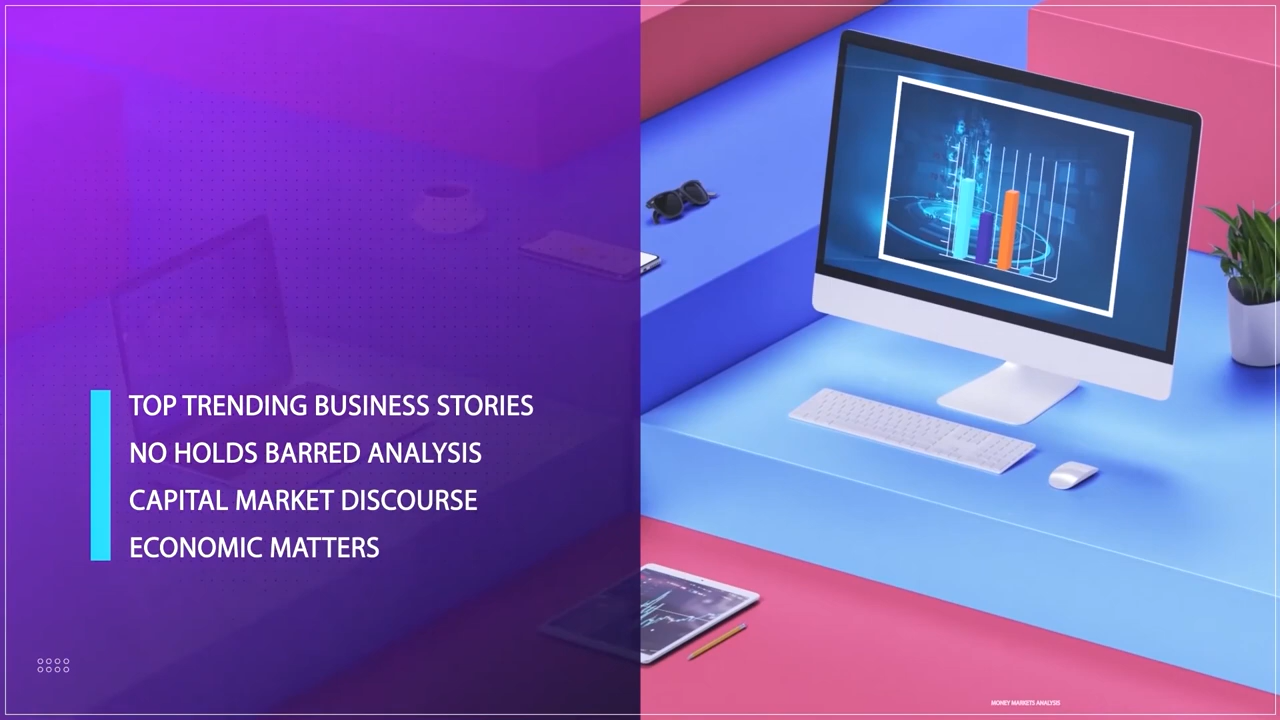 TOP TRENDING BUSINESS STORIES
NO HOLDS BARRED ANALYSIS
CAPITAL MARKET DISCOURSE
ECONOMIC MATTERS
MONEY MARKETS ANALYSIS